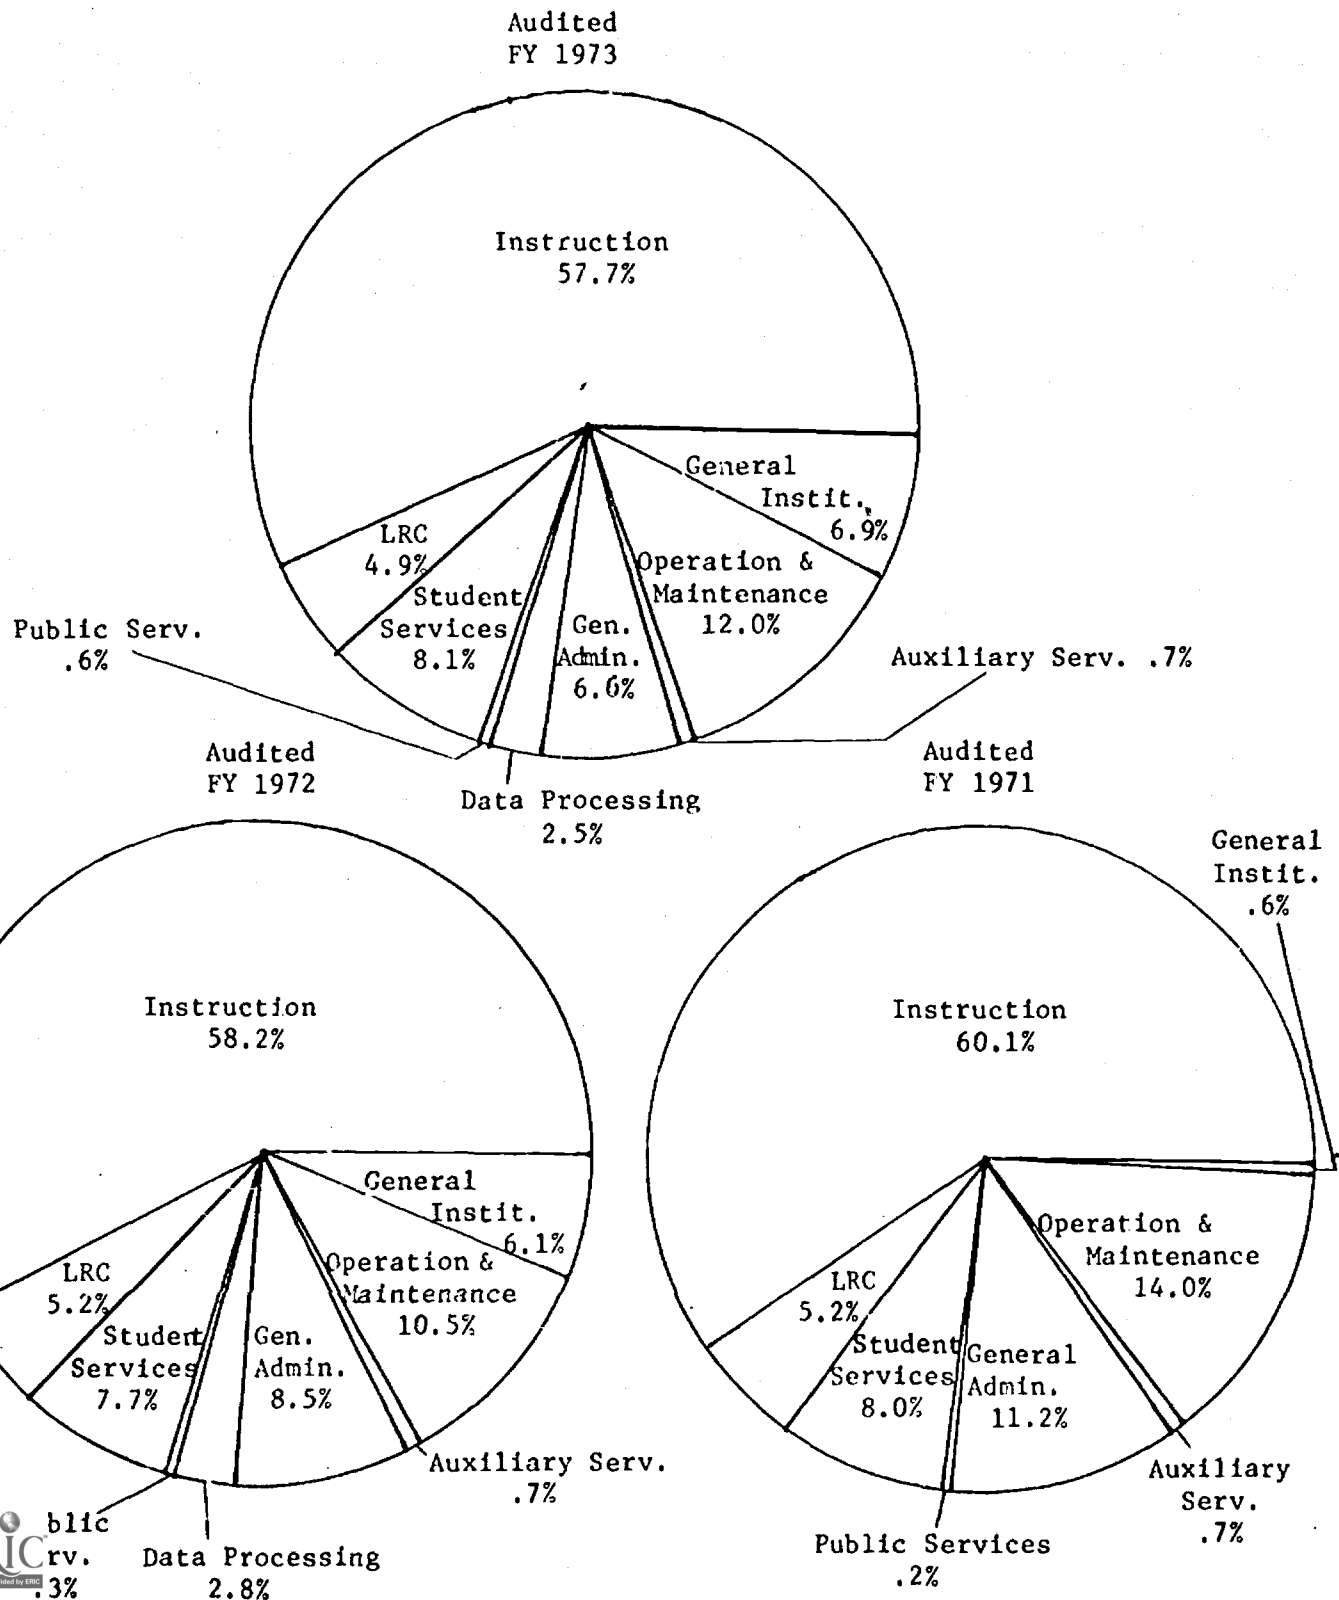 Audited
FY 1973
Instruction
57.7%
General
Instit.
6.9%
LRC
4.9%
Operation &
Maintenance
12.0%
Student
Services
8.1%
Gen.
Admin.
6.6%
Public Serv.
.6%
Auxiliary Serv. .7%
Data Processing
2.5%
Audited
FY 1972
Instruction
58.2%
General
Instit.
6.1%
LRC
5.2%
Operation &
Maintenance
10.5%
Student
Services
7.7%
Gen.
Admin.
8.5%
Auxiliary Serv.
.7%
blic
rv.
.3%
Data Processing
2.8%
Audited
FY 1971
General
Instit.
.6%
Instruction
60.1%
Operation &
Maintenance
14.0%
LRC
5.2%
Student
Services
8.0%
General
Admin.
11.2%
Auxiliary
Serv.
.7%
Public Services
.2%
IC
ided by ERIC